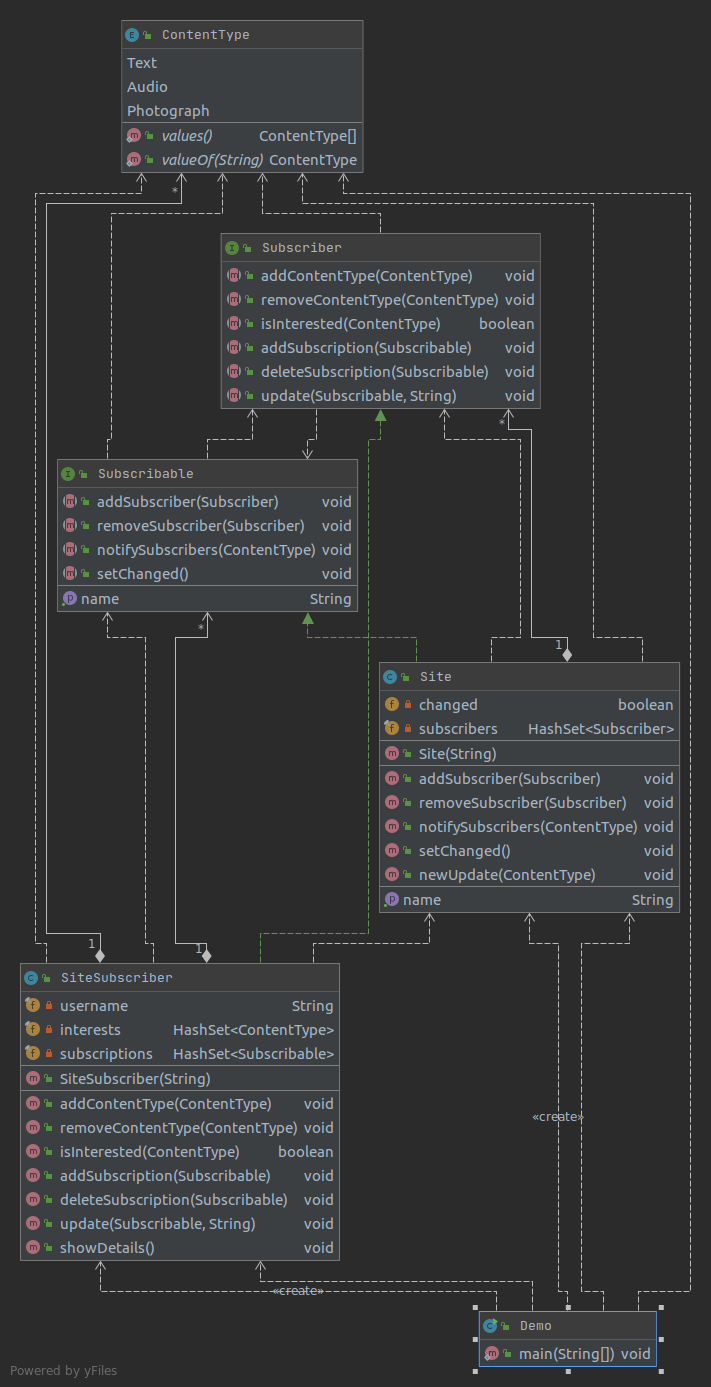 ContentType
Text
Audio
Photograph
values() ContentType[]
valueOf(String) ContentType
*
Subscriber
addContentType(ContentType) void
removeContentType(ContentType) void
isInterested(ContentType) boolean
addSubscription(Subscribable) void
deleteSubscription(Subscribable) void
update(Subscribable, String) void
*
Subscribable
addSubscriber(Subscriber) void
removeSubscriber(Subscriber) void
notifySubscribers(ContentType) void
setChanged() void
name String
*
1
Site
changed boolean
subscribers HashSet<Subscriber>
Site(String)
addSubscriber(Subscriber) void
removeSubscriber(Subscriber) void
notifySubscribers(ContentType) void
setChanged() void
newUpdate(ContentType) void
name String
1
1
SiteSubscriber
username String
interests HashSet<ContentType>
subscriptions HashSet<Subscribable>
SiteSubscriber(String)
addContentType(ContentType) void
removeContentType(ContentType) void
isInterested(ContentType) boolean
addSubscription(Subscribable) void
deleteSubscription(Subscribable) void
update(Subscribable, String) void
showDetails() void
«create»
«create»
Demo
main(String[]) void
Powered by yFiles